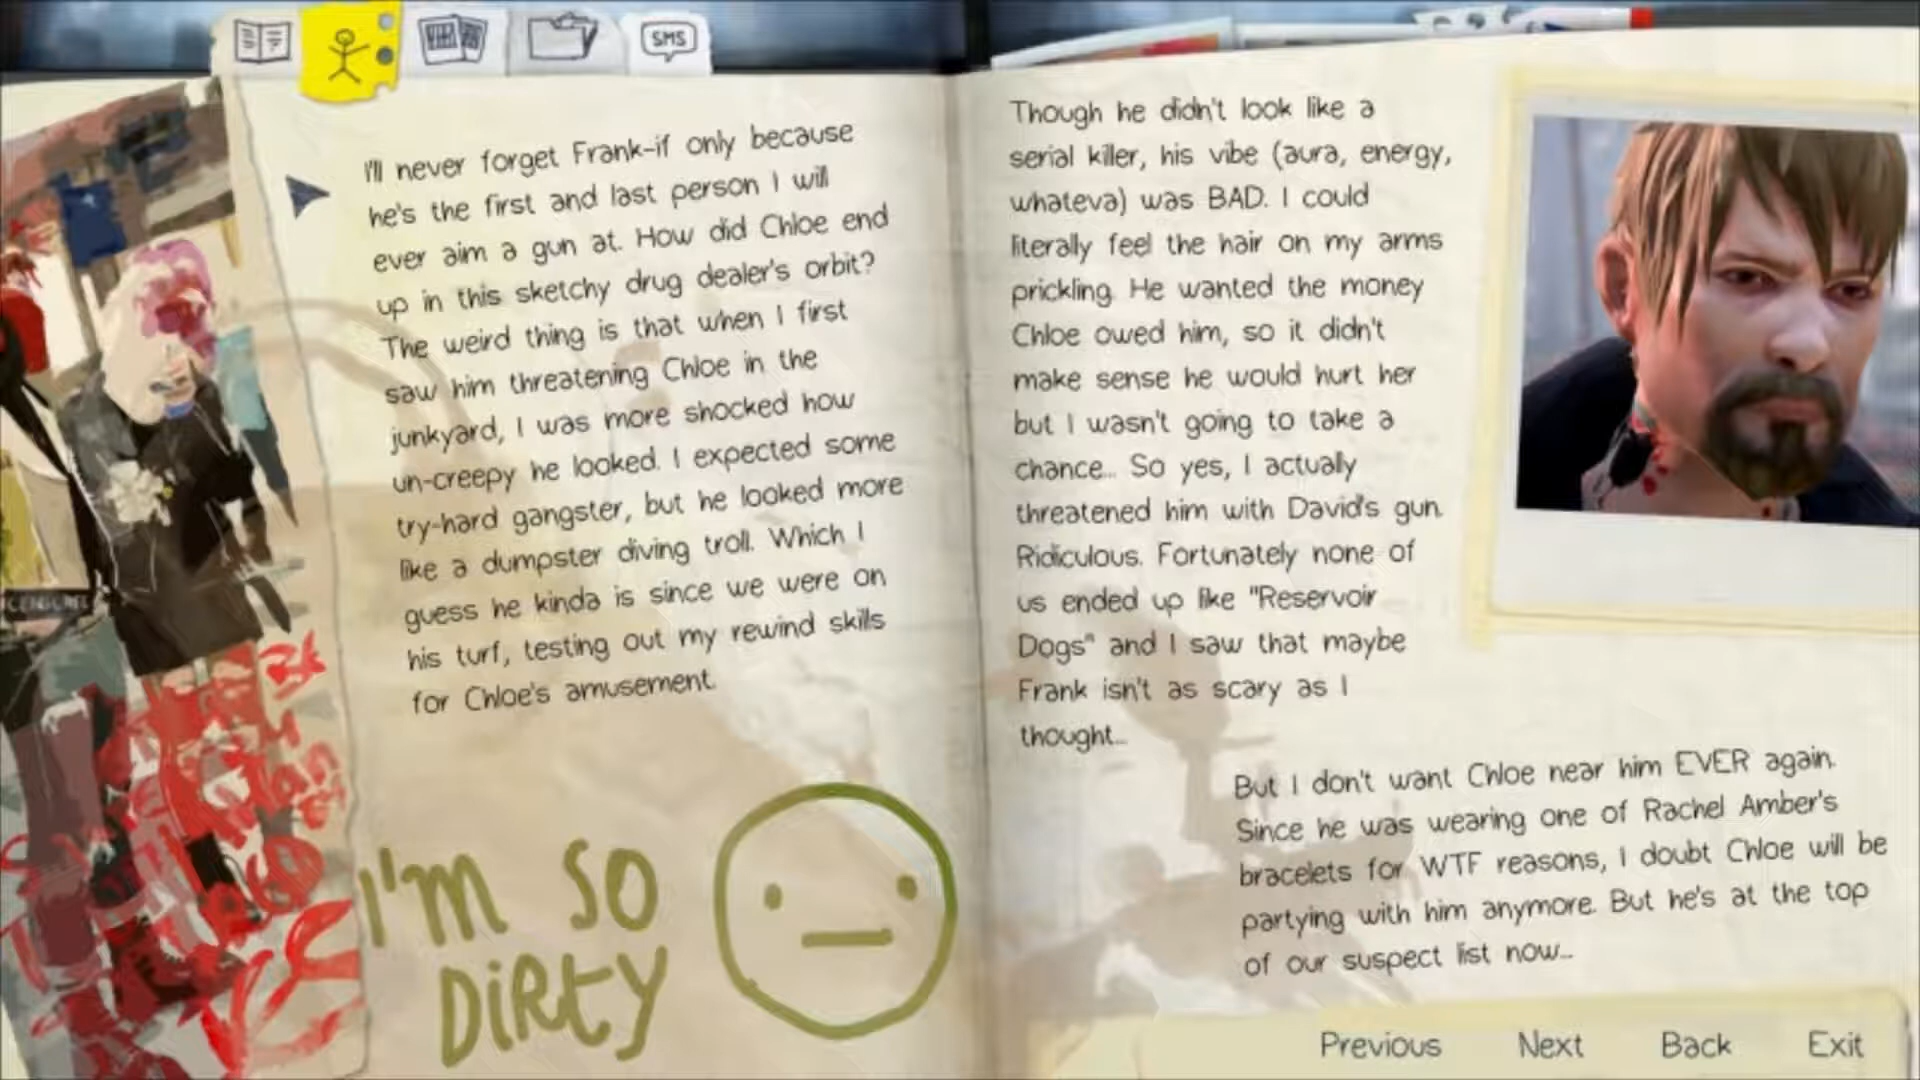 SMS
I'll never forget Frank-if only because
he's the first and last person I will
ever aim a gun at. How did Chloe end
up in this sketchy drug dealer's orbit?
The weird thing is that when I first
saw him threatening Chloe in the
junkyard, I was more shocked how
un-creepy he looked. I expected some
try-hard gangster, but he looked more
like a dumpster diving troll. Which I
guess he kinda is since we were on
his turf, testing out my rewind skills
for Chloe's amusement.
I'm SO
DiRty
Though he didn't look like a
serial killer, his vibe (aura, energy,
whateva) was BAD. I could
literally feel the hair on my arms
prickling. He wanted the money
Chloe owed him, so it didn't
make sense he would hurt her
but I wasn't going to take a
chance... So yes, I actually
threatened him with David's gun.
Ridiculous. Fortunately none of
us ended up like "Reservoir
Dogs" and I saw that maybe
Frank isn't as scary as I
thought...
But I don't want Chloe near him EVER again.
Since he was wearing one of Rachel Amber's
bracelets for WTF reasons, I doubt Chloe will be
partying with him anymore. But he's at the top
of our suspect list now...
Previous Next Back Exit